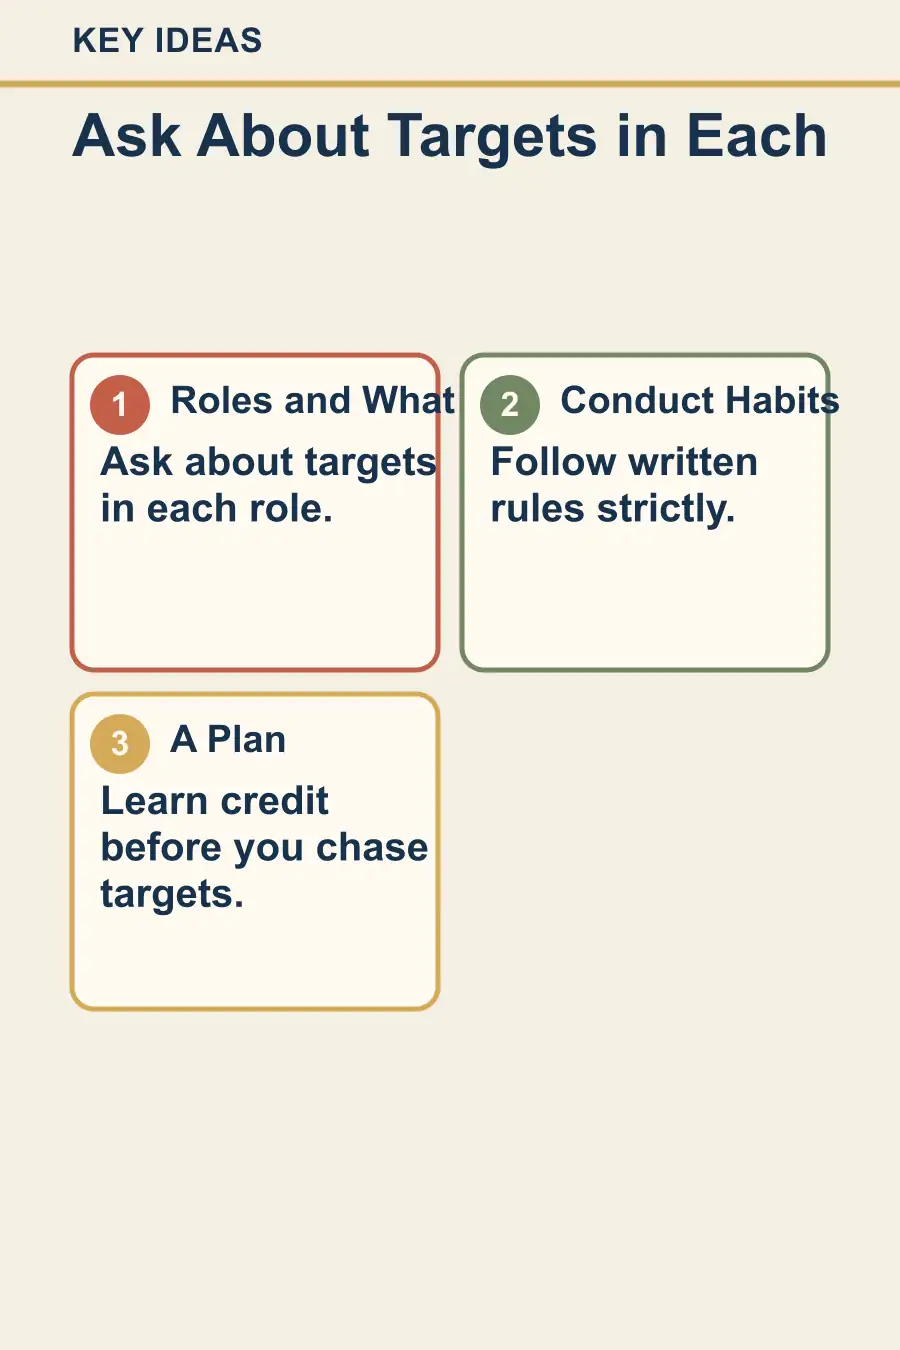 KEY IDEAS
Ask About Targets in Each
1
Roles and What
Ask about targets
in each role.
2
Conduct Habits
Follow written
rules strictly.
3
A Plan
Learn credit
before you chase
targets.